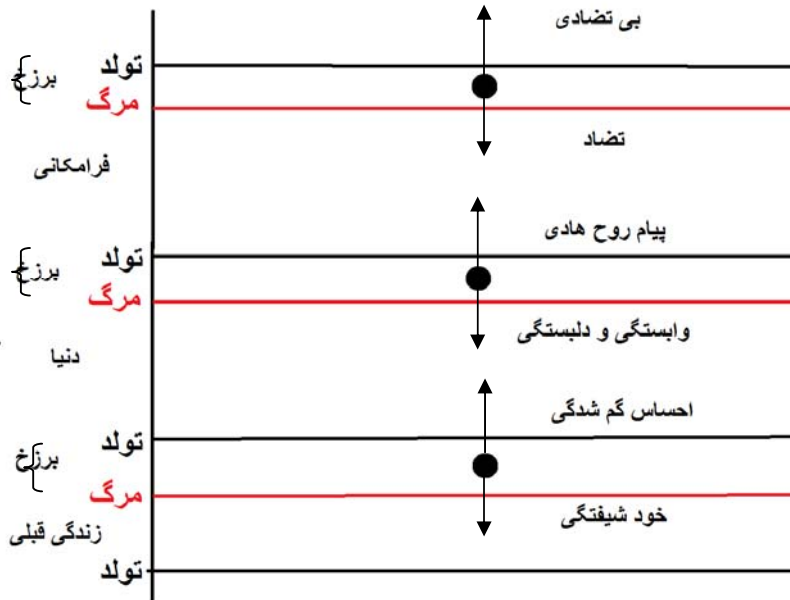 بی تضادی
تولد
برزخ
مرگ
تضاد
فرامکانی
پیام روح هادی
تولد
برزخ
مرگ
وابستگی و دلبستگی
دنیا
احساس گم شدگی
تولد
برزخ
مرگ
خود شیفتگی
زندگی قبلی
تولد